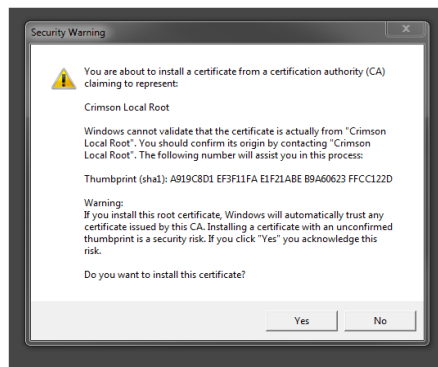 Security Warning
You are about to install a certificate from a certification authority (CA)
claiming to represent:
Crimson Local Root
Windows cannot validate that the certificate is actually from "Crimson
Local Root". You should confirm its origin by contacting "Crimson
Local Root". The following number will assist you in this process:
Thumbprint (sha1): A919C8D1 EF3F11FA E1F21ABE B9A60623 FFCC122D
Warning:
If you install this root certificate, Windows will automatically trust any
certificate issued by this CA. Installing a certificate with an unconfirmed
thumbprint is a security risk. If you click "Yes" you acknowledge this
risk.
Do you want to install this certificate?
Yes No